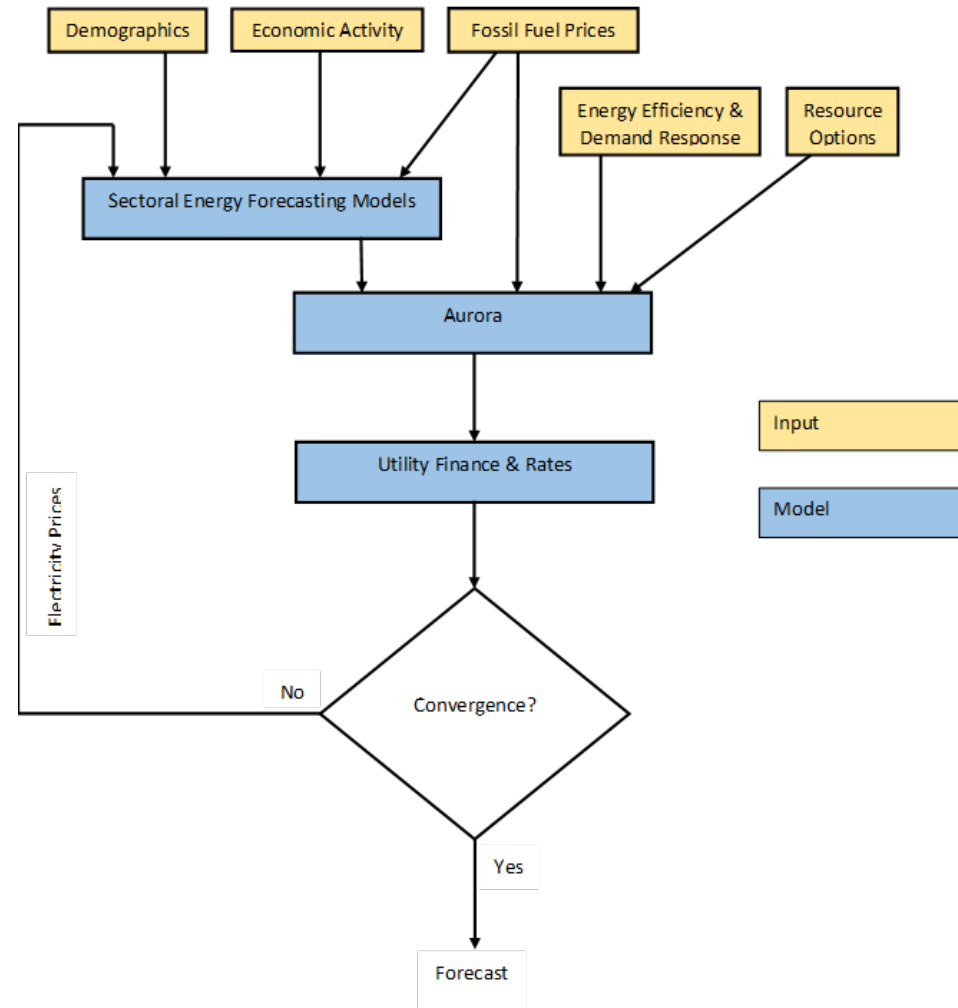 Demographics
Economic Activity
Fossil Fuel Prices
Energy Efficiency &
Demand Response
Resource
Options
Sectoral Energy Forecasting Models
Aurora
Input
Utility Finance & Rates
Model
Electricity Prices
No
Convergence?
Yes
Forecast